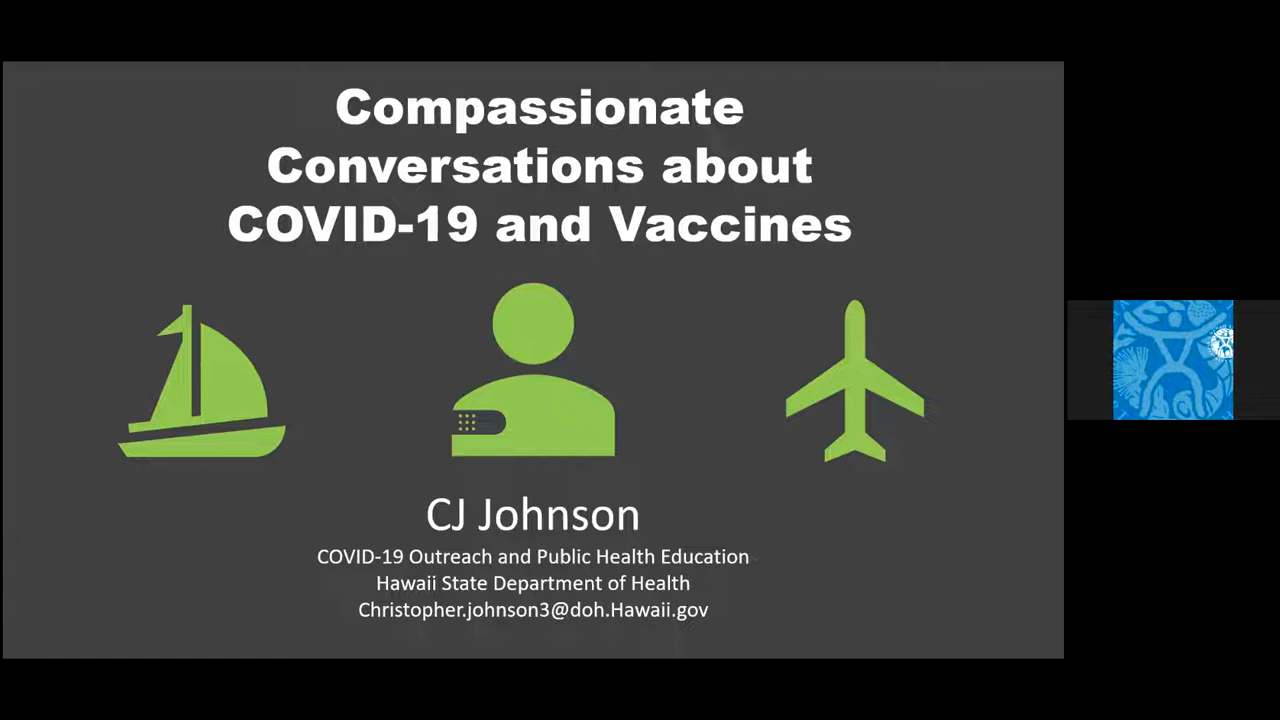 Compassionate
Conversations about
COVID-19 and Vaccines
CJ Johnson
COVID-19 Outreach and Public Health Education
Hawaii State Department of Health
Christopher.johnson3@doh.Hawaii.gov